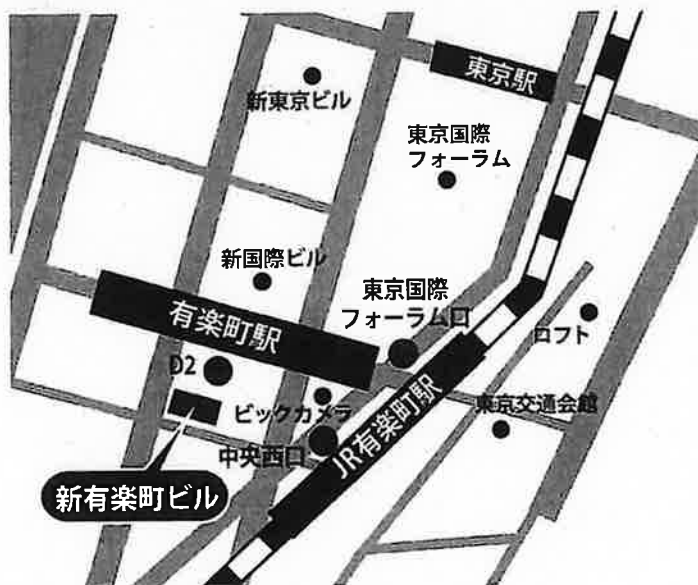 東京駅
新東京ビル
東京国際
フォーラム
新国際ビル
東京国際
フォーラム口
有楽町駅
ロフト
D2
ビックカメラ
JR有楽町駅
東京交通会館
中央西口
新有楽町ビル